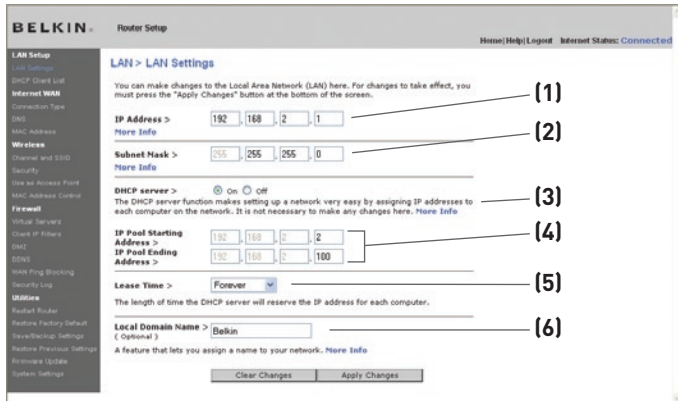 BELKIN. Router Setup
Home|Help|Logout Internet Status: Connected
LAN Setup
LAN Settings
DHCP Client List
Internet WAN
Connection Type
DNS
MAC Address
Wireless
Channel and SSID
Security
Use as Access Point
MAC Address Control
Firewall
Virtual Servers
Client IP Filters
DMZ
DDNS
WAN Ping Blocking
Security Log
Utilities
Restart Router
Restore Factory Default
Save/Backup Settings
Restore Previous Settings
Firmware Update
System Settings
LAN > LAN Settings
You can make changes to the Local Area Network (LAN) here. For changes to take effect, you
must press the "Apply Changes" button at the bottom of the screen.
IP Address > 192 . 168 . 2 . 1
More Info
(1)
Subnet Mask > 255 . 255 . 255 . 0
More Info
(2)
DHCP server > On Off
The DHCP server function makes setting up a network very easy by assigning IP addresses to
each computer on the network. It is not necessary to make any changes here. More Info
(3)
IP Pool Starting
Address > 192 . 168 . 2 . 2
IP Pool Ending
Address > 192 . 168 . 2 . 100
(4)
Lease Time > Forever
The length of time the DHCP server will reserve the IP address for each computer.
(5)
Local Domain Name > Belkin
( Optional )
A feature that lets you assign a name to your network. More Info
(6)
Clear Changes Apply Changes